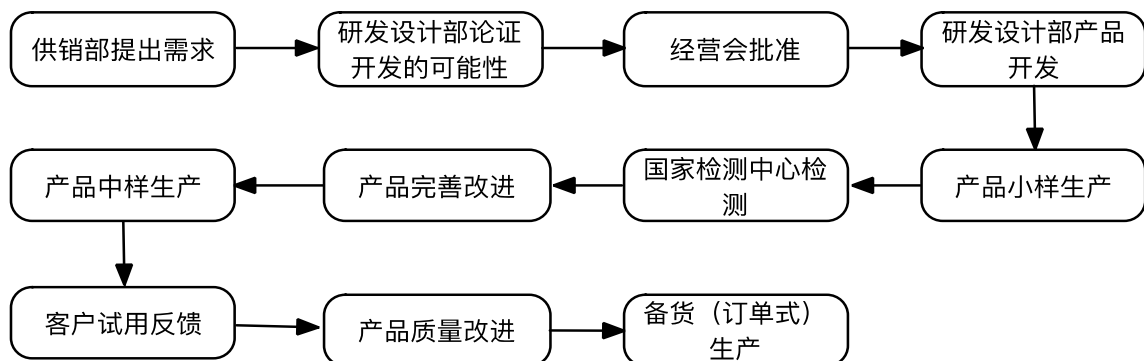 供销部提出需求
研发设计部论证
开发的可能性
经营会批准
研发设计部产品
开发
产品小样生产
国家检测中心检
测
产品完善改进
产品中样生产
客户试用反馈
产品质量改进
备货（订单式）
生产